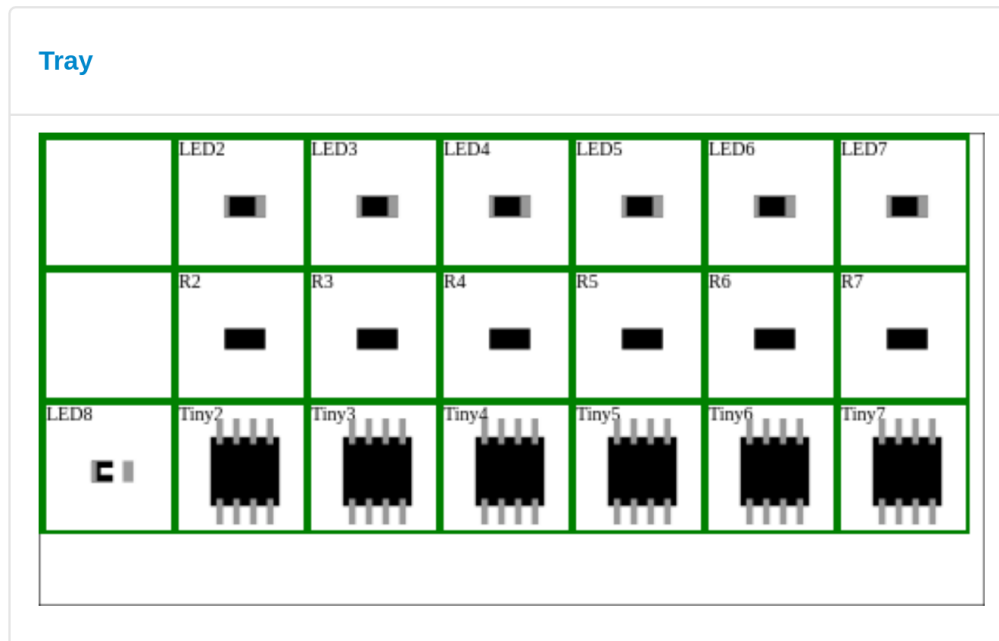 Tray
LED2 LED3 LED4 LED5 LED6 LED7
R2 R3 R4 R5 R6 R7
LED8 Tiny2 Tiny3 Tiny4 Tiny5 Tiny6 Tiny7